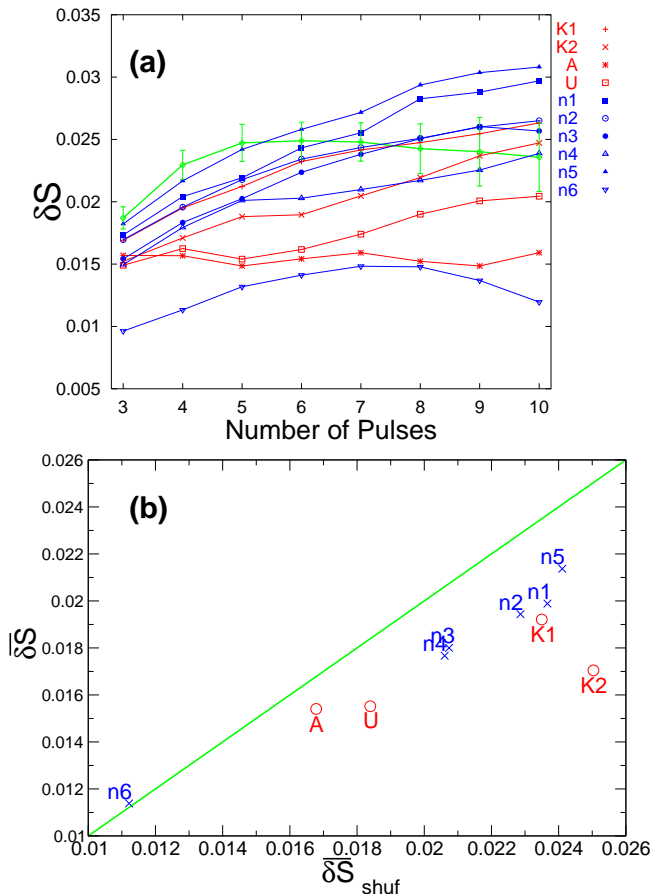 0.035
0.03
0.025
0.02
0.015
0.01
0.005
δS
(a)
3 4 5 6 7 8 9 10
Number of Pulses
K1
K2
A
U
n1
n2
n3
n4
n5
n6
0.026
0.024
0.022
0.02
0.018
0.016
0.014
0.012
0.01
δS
(b)
n5
n1
n2
K1
n3
n4
K2
A
U
n6
0.01 0.012 0.014 0.016 0.018 0.02 0.022 0.024 0.026
δS shuf